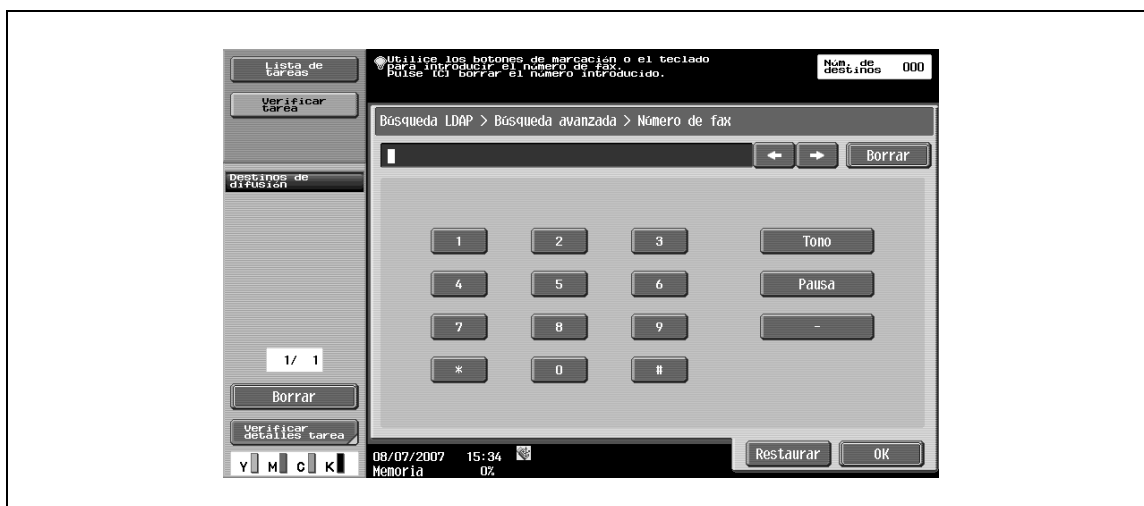 Lista de
tareas
Verificar
tarea
Destinos de
difusión
1/ 1
Borrar
Verificar
detalles tarea
Y M C K
Utilice los botones de marcación o el teclado
para introducir el número de fax.
Pulse [C] borrar el número introducido.
Núm. de
destinos 000
Búsqueda LDAP > Búsqueda avanzada > Número de fax
← → Borrar
1 2 3 Tono
4 5 6 Pausa
7 8 9 -
* 0 #
08/07/2007 15:34
Memoria 0%
Restaurar OK